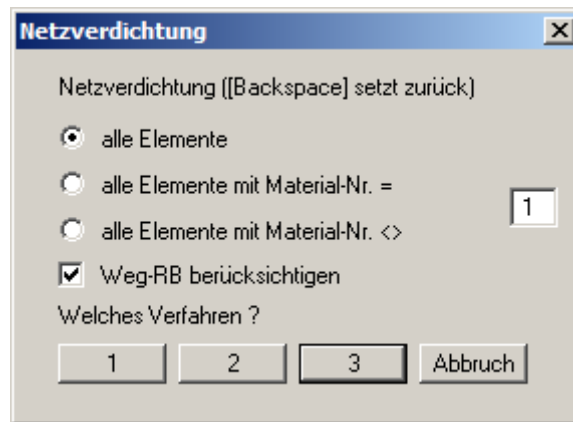 Netzverdichtung
Netzverdichtung ([Backspace] setzt zurück)
alle Elemente
alle Elemente mit Material-Nr. =
1
alle Elemente mit Material-Nr. <>
Weg-RB berücksichtigen
Welches Verfahren ?
1 2 3 Abbruch